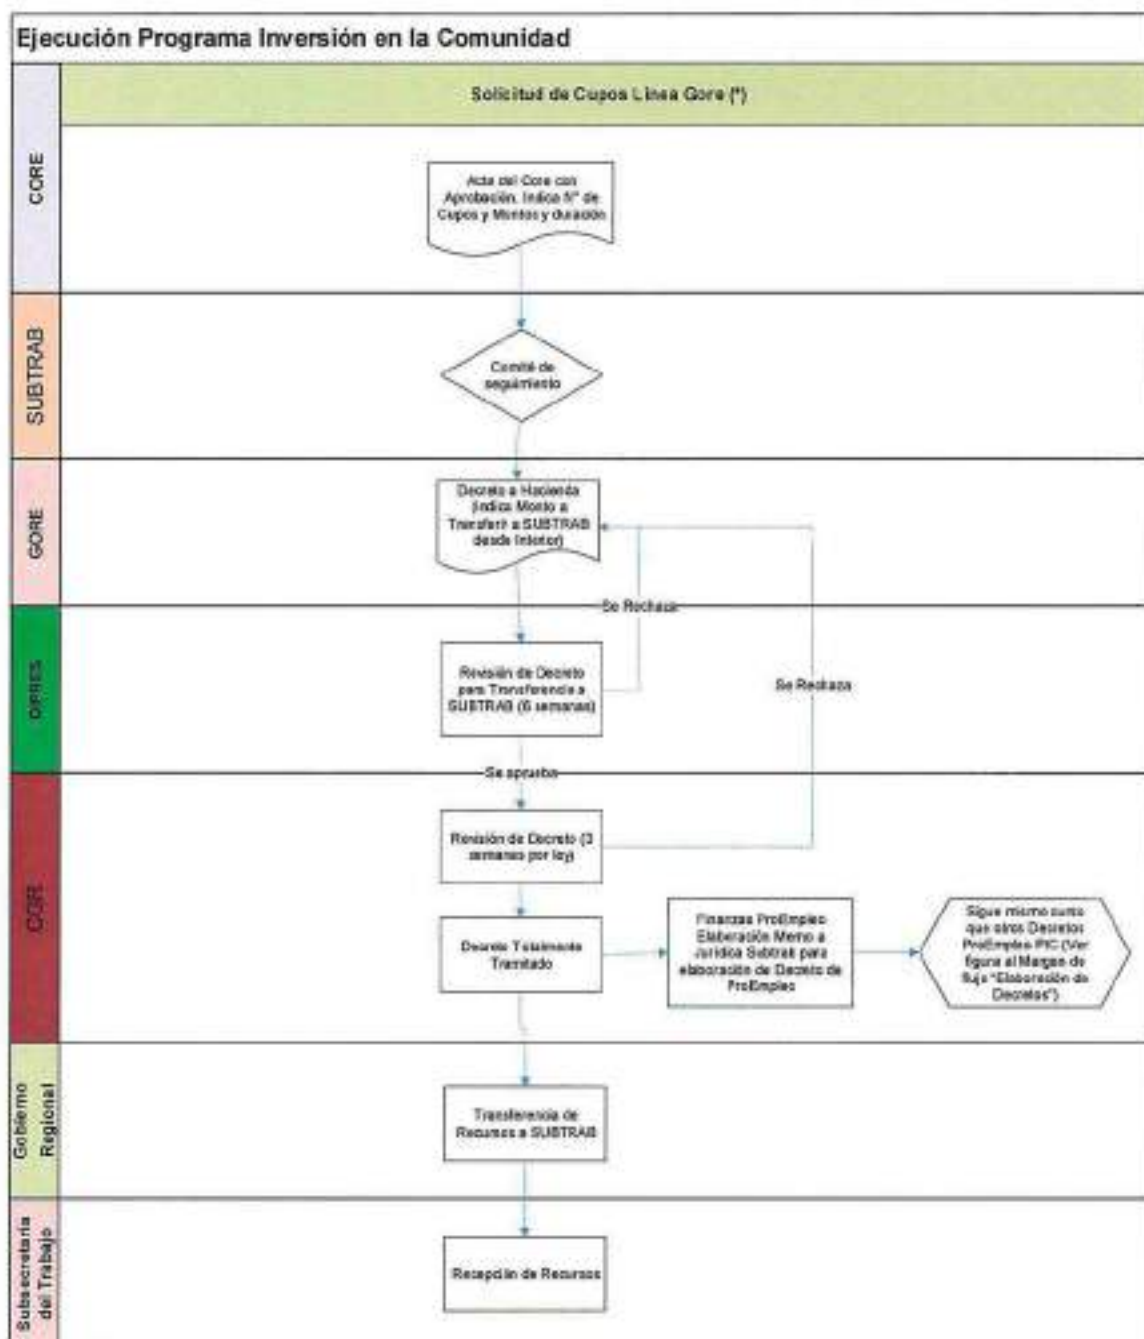 Ejecución Programa Inversión en la Comunidad
Solicitud de Cupos Línea Gore (*)
CORE
Acta del Core con
Aprobación. Indica N° de
Cupos y Montos y duración
SUBTRAB
Comité de
seguimiento
GORE
Decreto a Hacienda
(Indica Monto a
Transferir a SUBTRAB
desde Interior)
Se Rechaza
DIPRES
Revisión de Decreto
para Transferencia a
SUBTRAB (6 semanas)
Se Rechaza
Se aprueba
CGR
Revisión de Decreto (3
semanas por ley)
Decreto Totalmente
Tramitado
Finanzas ProEmpleo
Elaboración Memo a
Jurídica Subtrab para
elaboración de Decreto de
ProEmpleo
Sigue mismo curso
que otros Decretos
ProEmpleo PIC (Ver
figura al Margen de
flujo "Elaboración de
Decretos")
Gobierno
Regional
Transferencia de
Recursos a SUBTRAB
Subsecretaria
del Trabajo
Recepción de Recursos